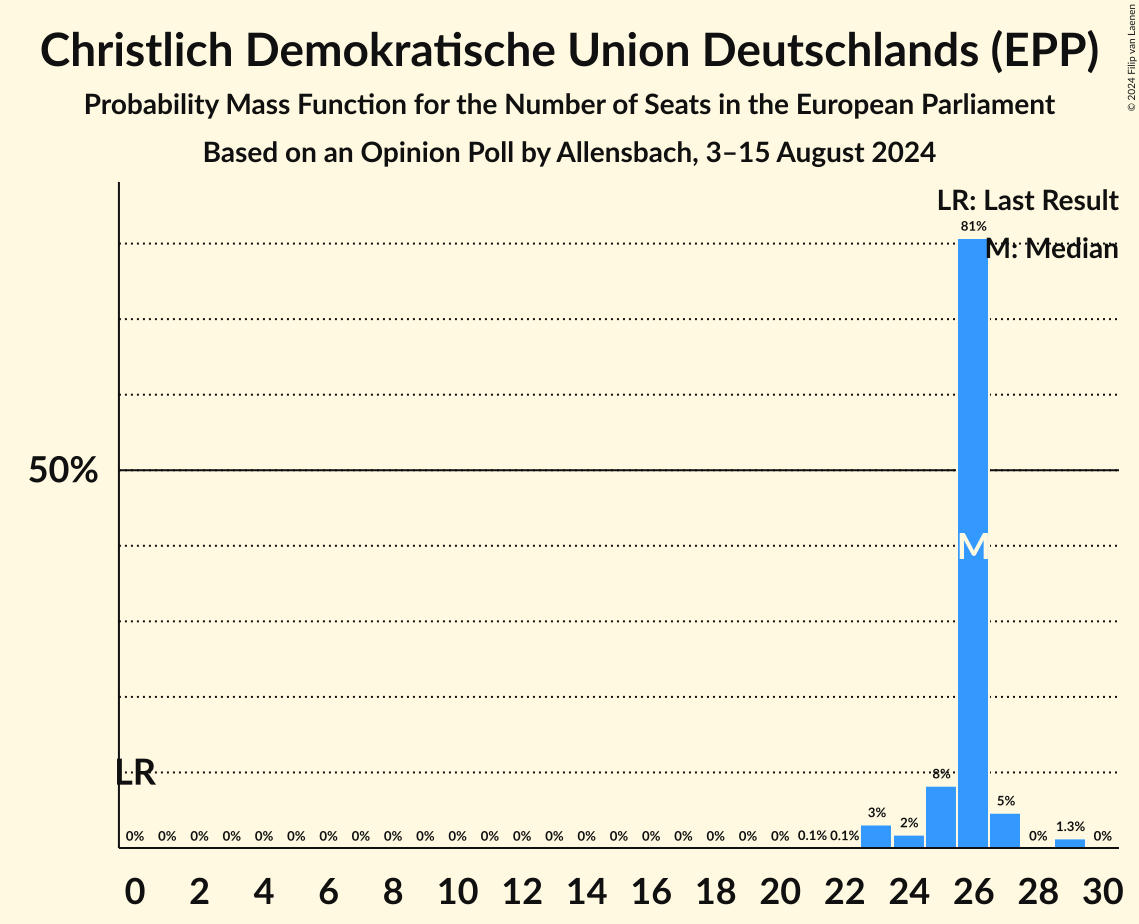 Christlich Demokratische Union Deutschlands (EPP)
Probability Mass Function for the Number of Seats in the European Parliament
Based on an Opinion Poll by Allensbach, 3–15 August 2024
© 2024 Filip van Laenen
LR: Last Result
M: Median
81%
50%
M
LR
8%
3%
2%
5%
1.3%
0% 0% 0% 0% 0% 0% 0% 0% 0% 0% 0% 0% 0% 0% 0% 0% 0% 0% 0% 0% 0% 0.1% 0.1% 0% 0%
0 2 4 6 8 10 12 14 16 18 20 22 24 26 28 30